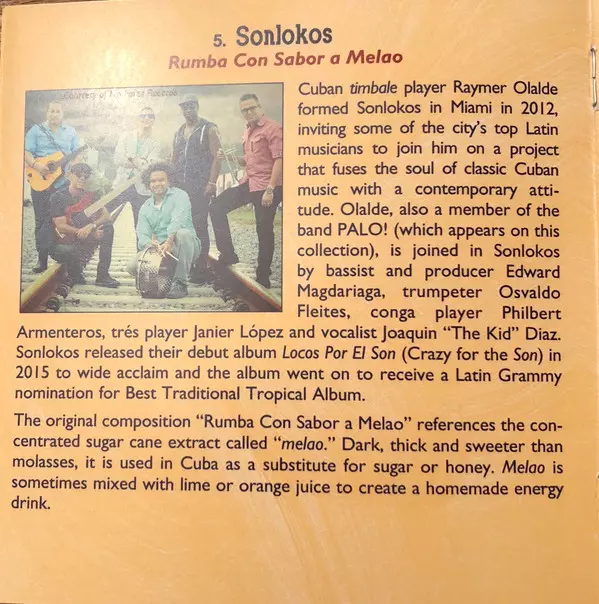 5. Sonlokos
Rumba Con Sabor a Melao
Courtesy of
Cuban timbale player Raymer Olalde
formed Sonlokos in Miami in 2012,
inviting some of the city's top Latin
musicians to join him on a project
that fuses the soul of classic Cuban
music with a contemporary atti-
tude. Olalde, also a member of the
band PALO! (which appears on this
collection), is joined in Sonlokos
by bassist and producer Edward
Magdariaga, trumpeter Osvaldo
Fleites, conga player Philbert
Armenteros, trés player Janier López and vocalist Joaquin “The Kid” Diaz.
Sonlokos released their debut album Locos Por El Son (Crazy for the Son) in
2015 to wide acclaim and the album went on to receive a Latin Grammy
nomination for Best Traditional Tropical Album.
The original composition “Rumba Con Sabor a Melao” references the con-
centrated sugar cane extract called “melao.” Dark, thick and sweeter than
molasses, it is used in Cuba as a substitute for sugar or honey. Melao is
sometimes mixed with lime or orange juice to create a homemade energy
drink.